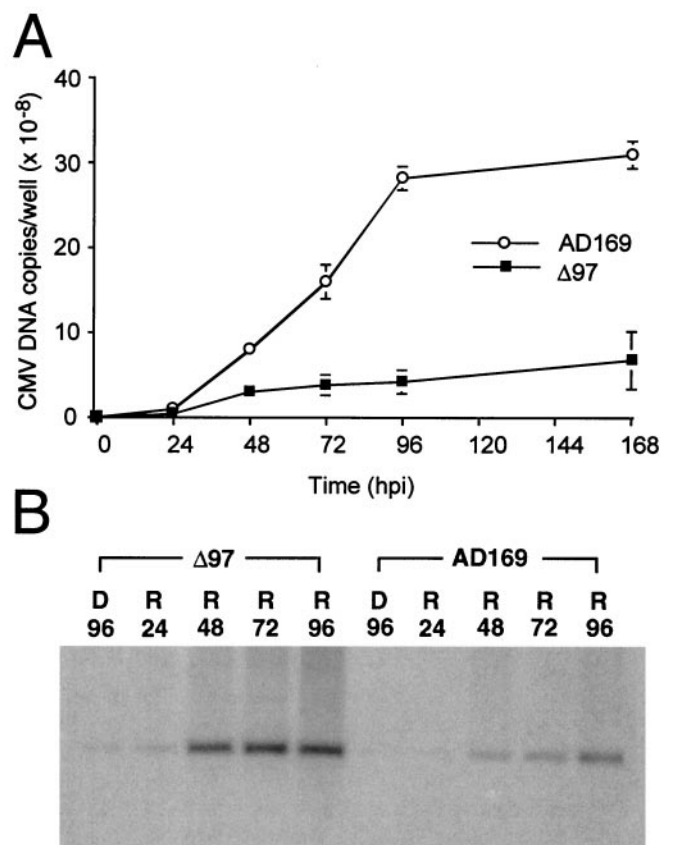 A
CMV DNA copies/well (x 10⁻⁸)
40
30
20
10
0
AD169
Δ97
0 24 48 72 96 120 144 168
Time (hpi)
B
Δ97 AD169
D R R R R D R R R R
96 24 48 72 96 96 24 48 72 96